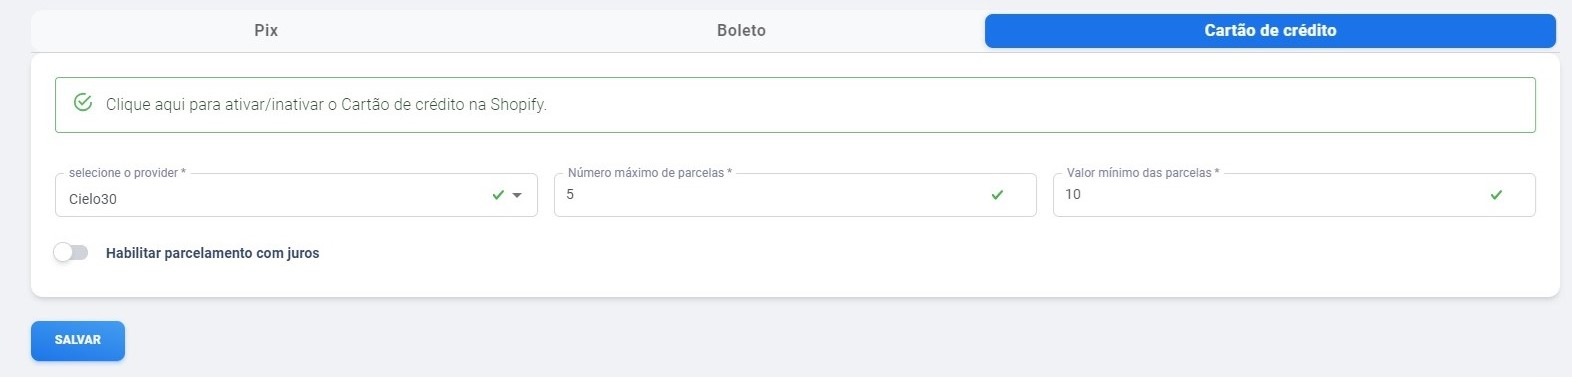 Pix Boleto Cartão de crédito
Clique aqui para ativar/inativar o Cartão de crédito na Shopify.
selecione o provider * Número máximo de parcelas * Valor mínimo das parcelas *
Cielo30 5 10
Habilitar parcelamento com juros
SALVAR